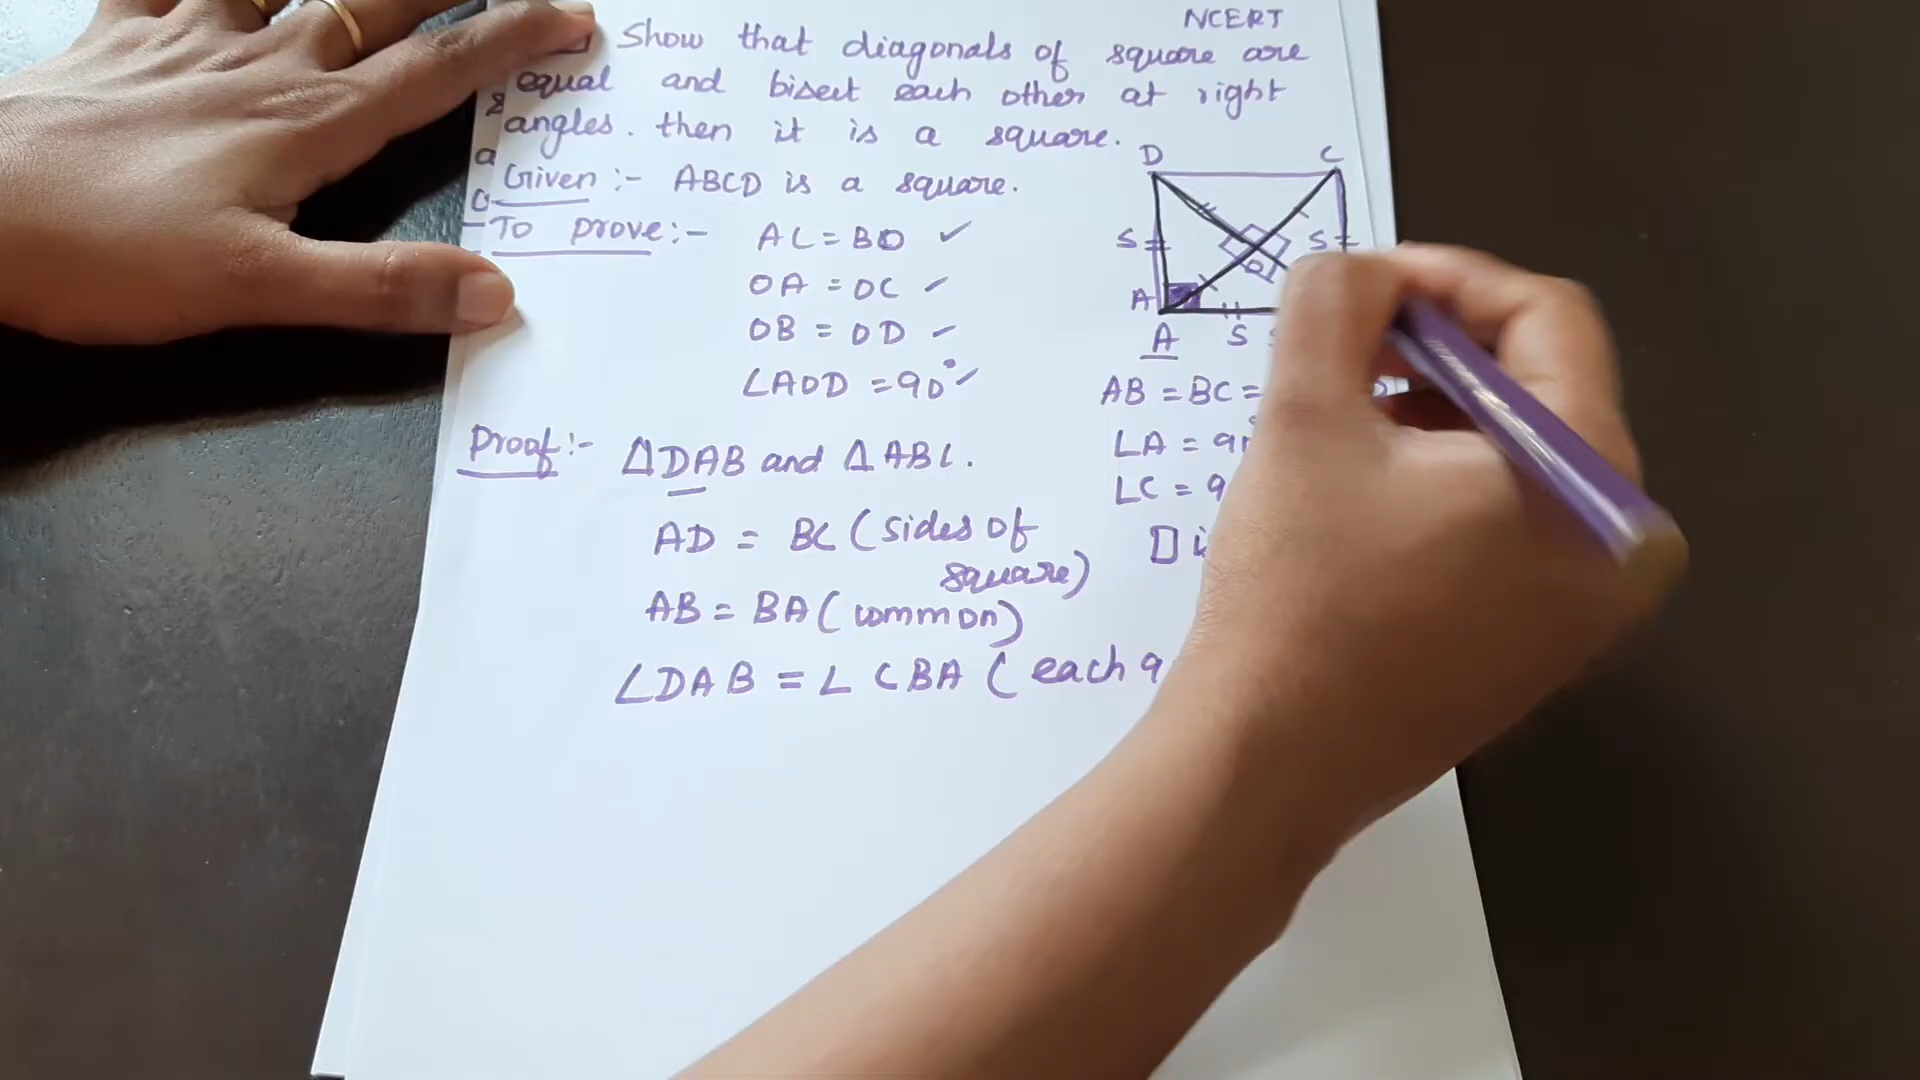 NCERT
Show that diagonals of square are
equal and bisect each other at right
angles. then it is a square.
Given :- ABCD is a square.
To prove :- AC = BD ✓
OA = OC ✓
OB = OD ✓
∠AOD = 90° ✓
Proof :- ΔDAB and ΔABC.
AD = BC (sides of
square)
AB = BA (common)
∠DAB = ∠CBA (each 9
D C
S S
O
A
A S
AB = BC =
∠A = 9
∠C = 9